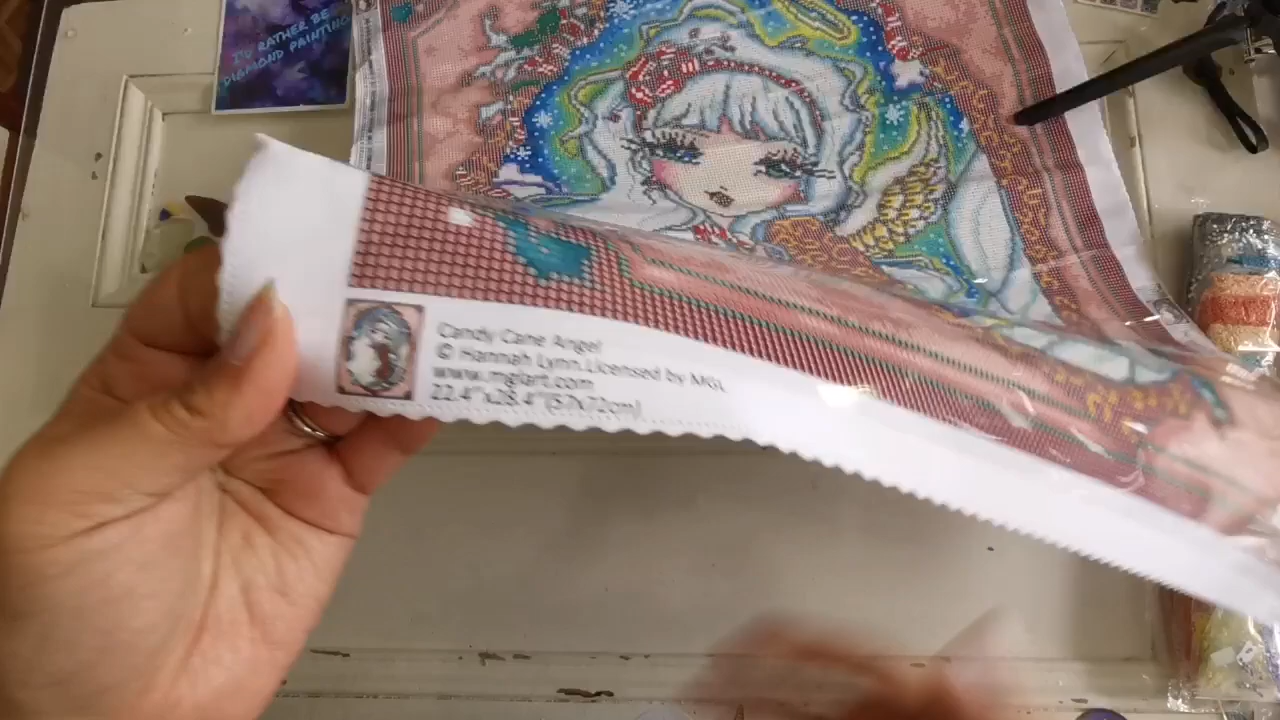 I'D RATHER BE
DIAMOND PAINTING
Candy Cane Angel
© Hannah Lynn.Licensed by MGL
www.mglart.com
22.4"x28.4"(57x72cm)